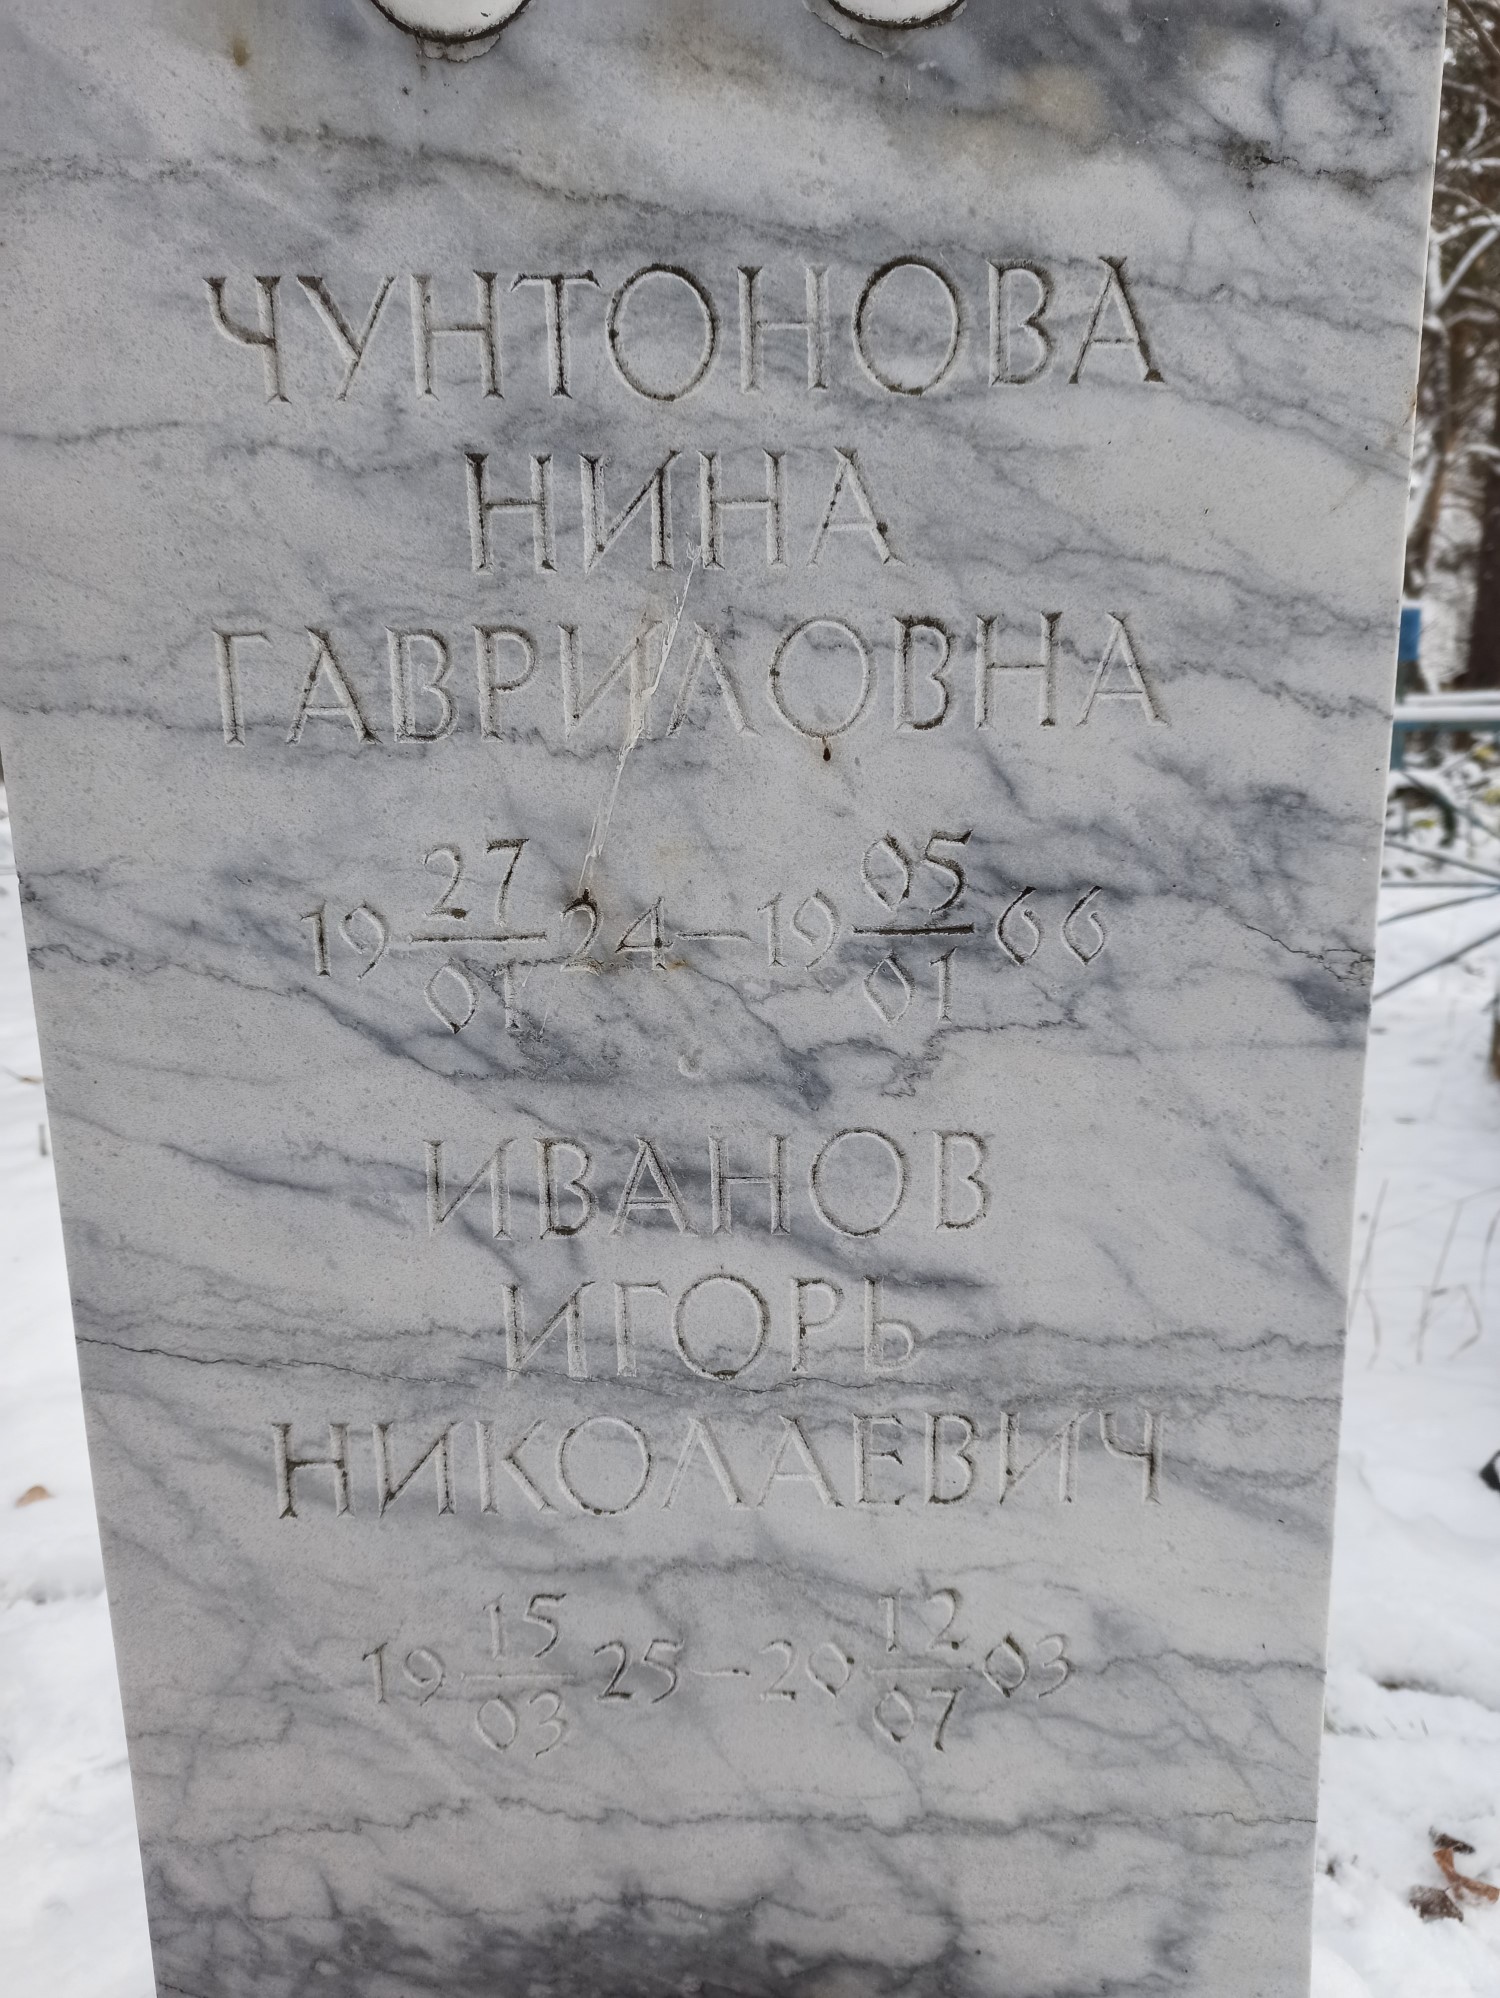 ЧУНТОНОВА
НИНА
ГАВРИЛОВНА
19 27/01 24 – 19 05/01 66
ИВАНОВ
ИГОРЬ
НИКОЛАЕВИЧ
19 15/03 25 – 20 12/07 03